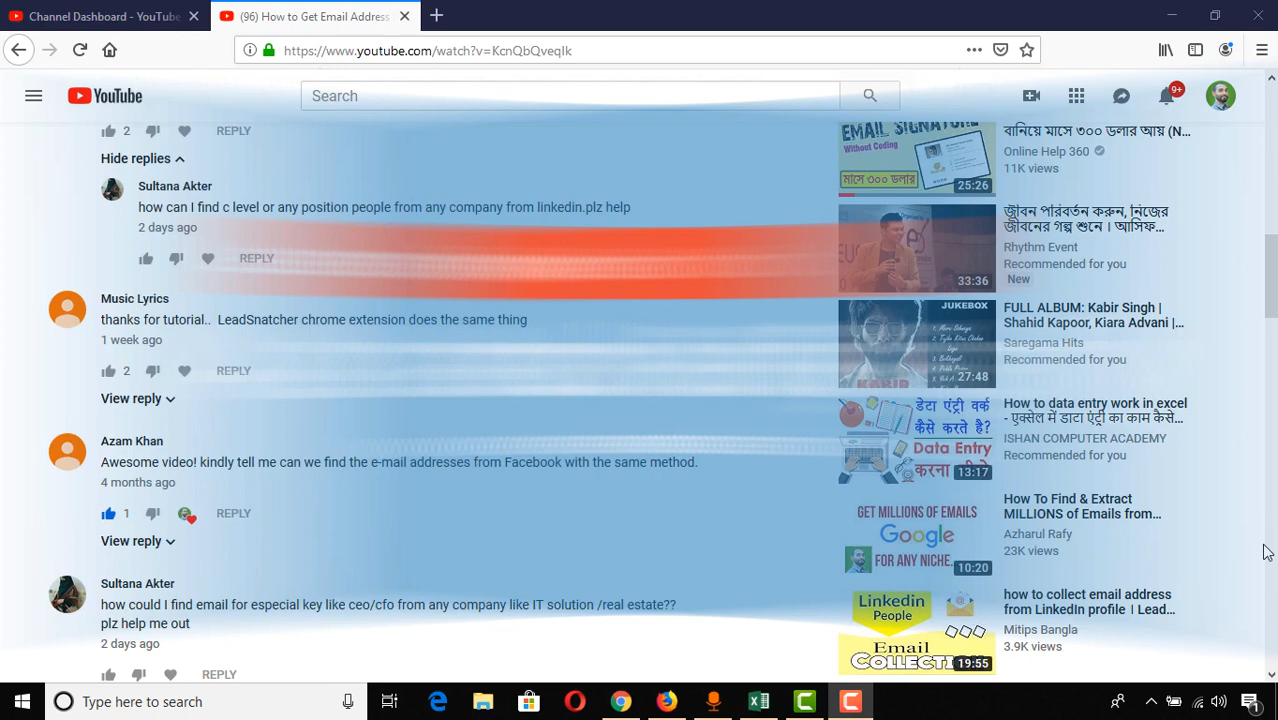 Channel Dashboard - YouTube
(96) How to Get Email Address
https://www.youtube.com/watch?v=KcnQbQveqIk
YouTube
Search
9+
2
REPLY
Hide replies
Sultana Akter
how can I find c level or any position people from any company from linkedin.plz help
2 days ago
REPLY
Music Lyrics
thanks for tutorial.. LeadSnatcher chrome extension does the same thing
1 week ago
2
REPLY
View reply
Azam Khan
Awesome video! kindly tell me can we find the e-mail addresses from Facebook with the same method.
4 months ago
1
REPLY
View reply
Sultana Akter
how could I find email for especial key like ceo/cfo from any company like IT solution /real estate??
plz help me out
2 days ago
REPLY
EMAIL SIGNATURE
Without Coding
মাসে ৩০০ ডলার
25:26
বানিয়ে মাসে ৩০০ ডলার আয় (N...
Online Help 360
11K views
33:36
জীবন পরিবর্তন করুন, নিজের
জীবনের গল্প শুনে । আসিফ...
Rhythm Event
Recommended for you
New
JUKEBOX
KABIR
27:48
FULL ALBUM: Kabir Singh |
Shahid Kapoor, Kiara Advani |...
Saregama Hits
Recommended for you
डेटा एंट्री वर्क
कैसे करते है?
Data Entry
करना
13:17
How to data entry work in excel
- एक्सेल में डाटा एंट्री का काम कैसे...
ISHAN COMPUTER ACADEMY
Recommended for you
GET MILLIONS OF EMAILS
Google
FOR ANY NICHE.
10:20
How To Find & Extract
MILLIONS of Emails from...
Azharul Rafy
23K views
Linkedin
People
Email
COLLECTION
19:55
how to collect email address
from LinkedIn profile । Lead...
Mitips Bangla
3.9K views
Type here to search
1